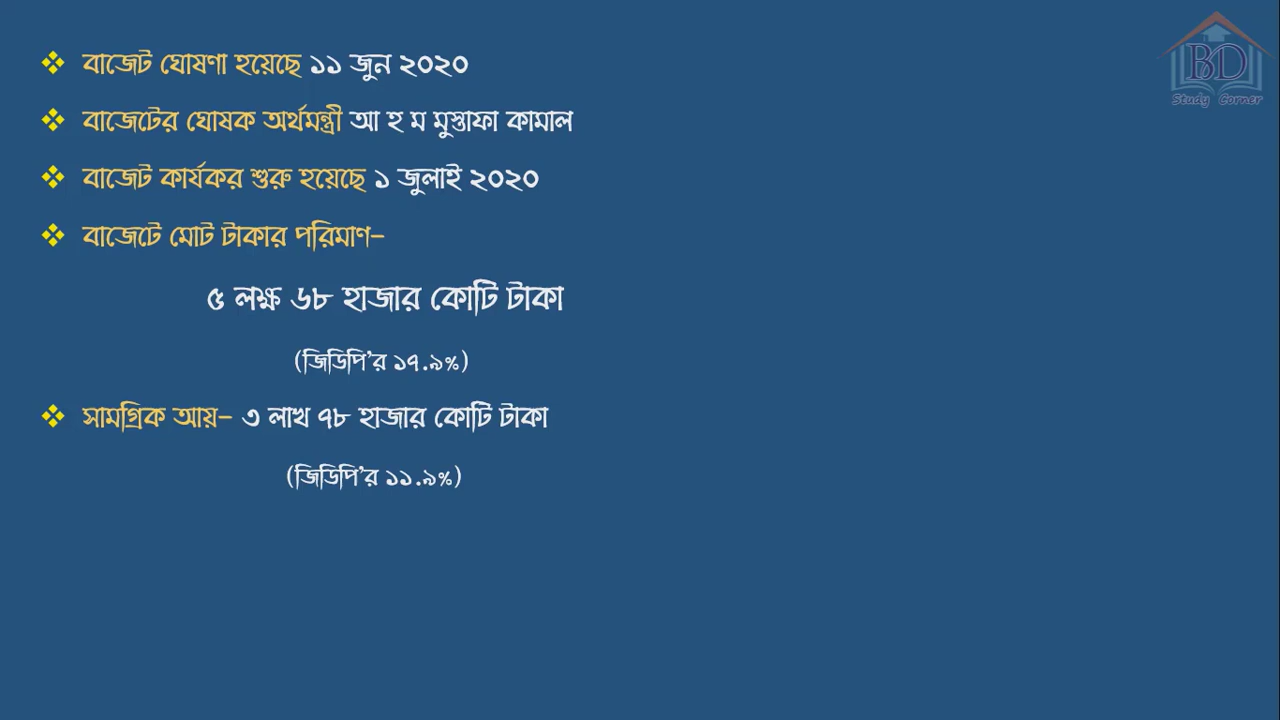 বাজেট ঘোষণা হয়েছে ১১ জুন ২০২০
বাজেটের ঘোষক অর্থমন্ত্রী আ হ ম মুস্তাফা কামাল
বাজেট কার্যকর শুরু হয়েছে ১ জুলাই ২০২০
বাজেটে মোট টাকার পরিমাণ-
৫ লক্ষ ৬৮ হাজার কোটি টাকা
(জিডিপি'র ১৭.৯%)
সামগ্রিক আয়- ৩ লাখ ৭৮ হাজার কোটি টাকা
(জিডিপি'র ১১.৯%)
BD
Study Corner